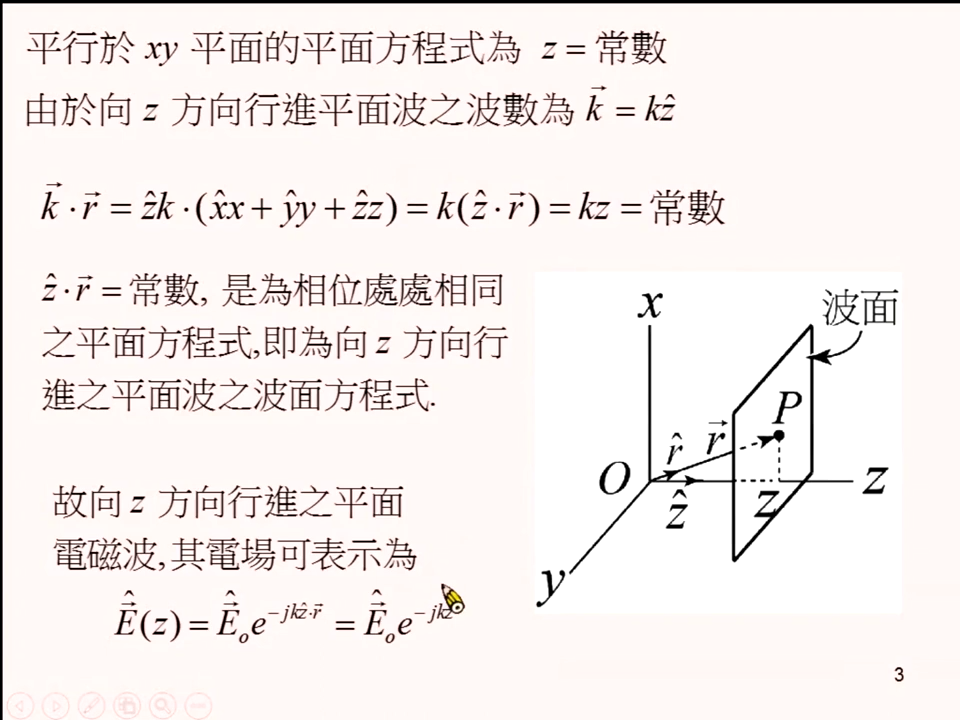 平行於 xy 平面的平面方程式為 z = 常數
由於向 z 方向行進平面波之波數為 k⃗ = kẑ
k⃗ · r⃗ = ẑk · (x̂x + ŷy + ẑz) = k(ẑ · r⃗) = kz = 常數
ẑ · r⃗ = 常數, 是為相位處處相同
之平面方程式,即為向 z 方向行
進之平面波之波面方程式.
故向 z 方向行進之平面
電磁波,其電場可表示為
Ê⃗(z) = Ê⃗ₒe^{−jkẑ·r⃗} = Ê⃗ₒe^{−jkz}
x
波面
P
r̂
r⃗
O
ẑ
z
z
y
3